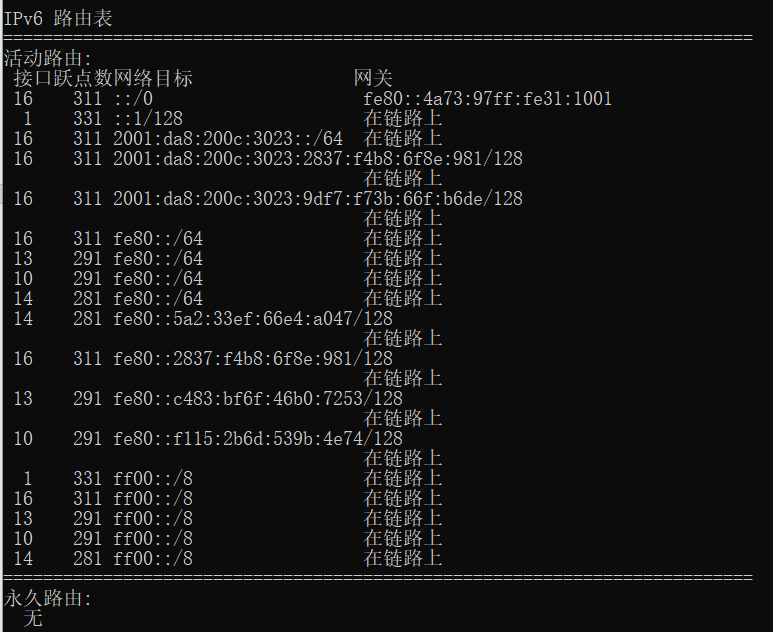 IPv6 路由表
===========================================================================
活动路由:
 接口跃点数网络目标                网关
 16    311 ::/0                     fe80::4a73:97ff:fe31:1001
  1    331 ::1/128                  在链路上
 16    311 2001:da8:200c:3023::/64  在链路上
 16    311 2001:da8:200c:3023:2837:f4b8:6f8e:981/128
                                    在链路上
 16    311 2001:da8:200c:3023:9df7:f73b:66f:b6de/128
                                    在链路上
 16    311 fe80::/64                在链路上
 13    291 fe80::/64                在链路上
 10    291 fe80::/64                在链路上
 14    281 fe80::/64                在链路上
 14    281 fe80::5a2:33ef:66e4:a047/128
                                    在链路上
 16    311 fe80::2837:f4b8:6f8e:981/128
                                    在链路上
 13    291 fe80::c483:bf6f:46b0:7253/128
                                    在链路上
 10    291 fe80::f115:2b6d:539b:4e74/128
                                    在链路上
  1    331 ff00::/8                 在链路上
 16    311 ff00::/8                 在链路上
 13    291 ff00::/8                 在链路上
 10    291 ff00::/8                 在链路上
 14    281 ff00::/8                 在链路上
===========================================================================
永久路由:
  无